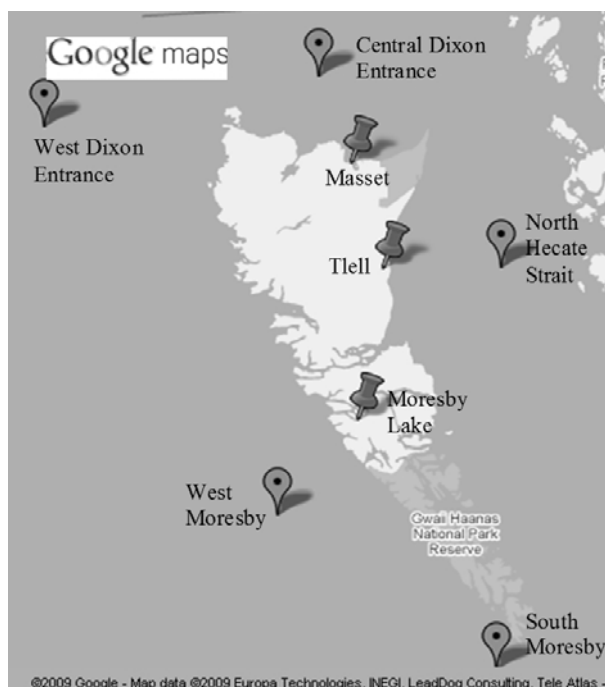 Google maps
Central Dixon
Entrance
West Dixon
Entrance
Masset
North
Hecate
Strait
Tlell
Moresby
Lake
West
Moresby
Gwaii Haanas
National Park
Reserve
South
Moresby
©2009 Google - Map data ©2009 Europa Technologies, INEGI, LeadDog Consulting, Tele Atlas -